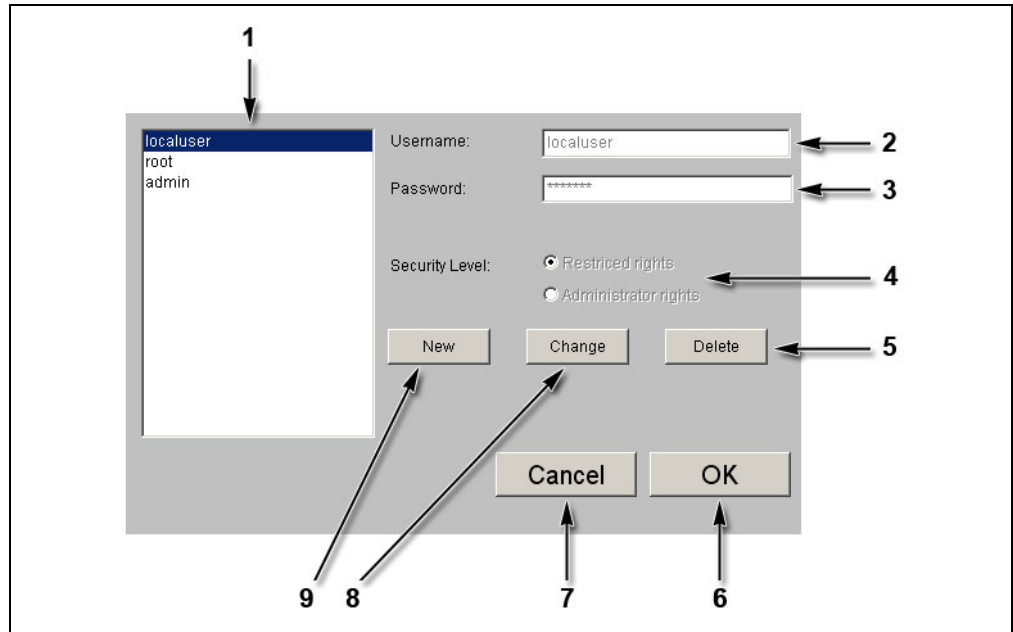 1
localuser
root
admin
Username: localuser
2
Password: *******
3
Security Level: Restriced rights
Administrator rights
4
New Change Delete
5
Cancel OK
9 8 7 6